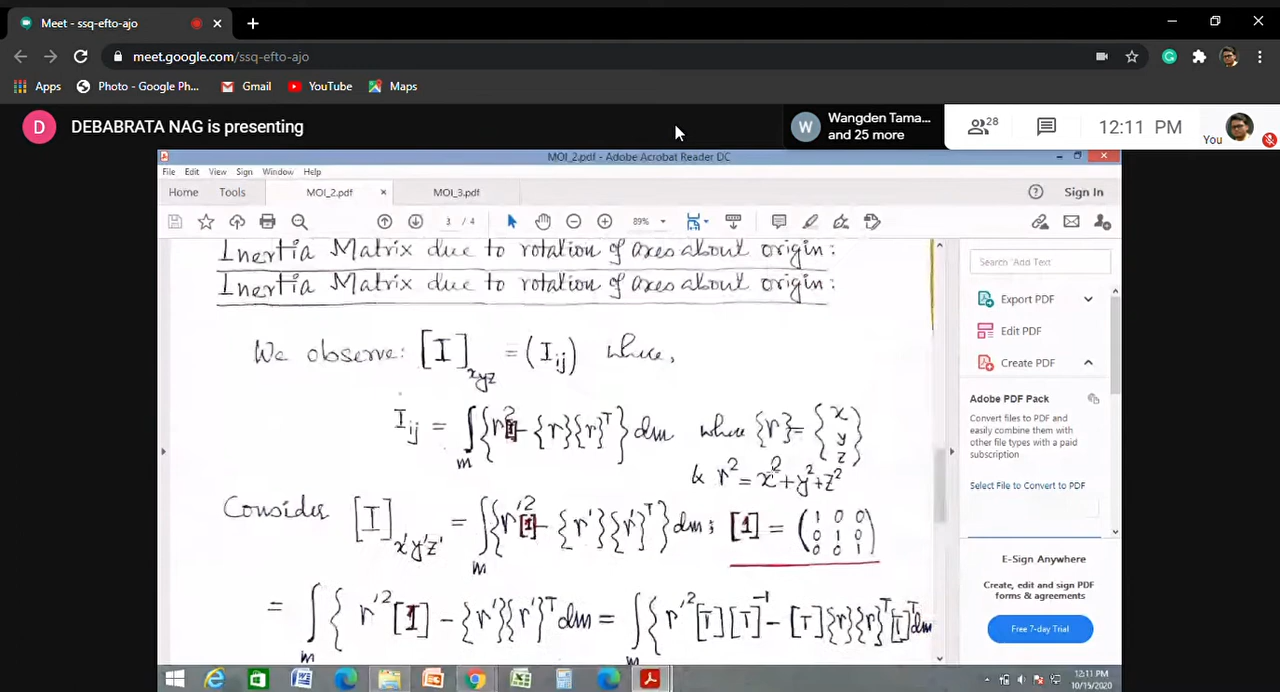 Meet - ssq-efto-ajo
meet.google.com/ssq-efto-ajo
Apps Photo - Google Ph... Gmail YouTube Maps
D DEBABRATA NAG is presenting
W Wangden Tama... and 25 more
28 12:11 PM You
MOI_2.pdf - Adobe Acrobat Reader DC
File Edit View Sign Window Help
Home Tools MOI_2.pdf × MOI_3.pdf Sign In
3 / 4 89%
Inertia Matrix due to rotation of axes about origin:
Inertia Matrix due to rotation of axes about origin:
We observe: [I]xyz = (Iij) where,
Iij = ∫m {r²[1] - {r}{r}ᵀ} dm where {r} = {x y z}
& r² = x² + y² + z²
Consider [I]x'y'z' = ∫m {r'²[1] - {r'}{r'}ᵀ} dm; [1] = (1 0 0
0 1 0
0 0 1)
= ∫m { r'²[1] - {r'}{r'}ᵀ dm = ∫m { r'²[T][T]⁻¹ - [T]{r}{r}ᵀ[T]ᵀ dm
Search 'Add Text'
Export PDF
Edit PDF
Create PDF
Adobe PDF Pack
Convert files to PDF and
easily combine them with
other file types with a paid
subscription
Select File to Convert to PDF
E-Sign Anywhere
Create, edit and sign PDF
forms & agreements
Free 7-day Trial
12:11 PM
10/15/2020